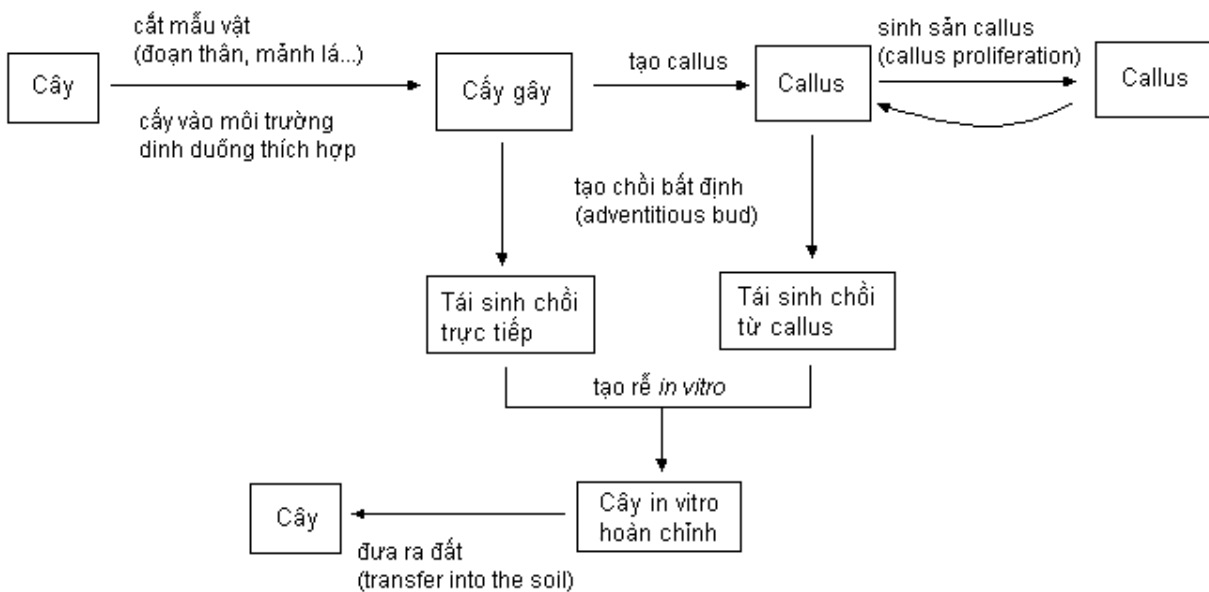 cắt mẫu vật
(đoạn thân, mảnh lá...)
Cây
cấy vào môi trường
dinh duống thích hợp
Cấy gây
tạo callus
Callus
sinh sản callus
(callus proliferation)
Callus
tạo chồi bất định
(adventitious bud)
Tái sinh chồi
trực tiếp
Tái sinh chồi
từ callus
tạo rễ in vitro
Cây in vitro
hoàn chỉnh
Cây
đưa ra đất
(transfer into the soil)